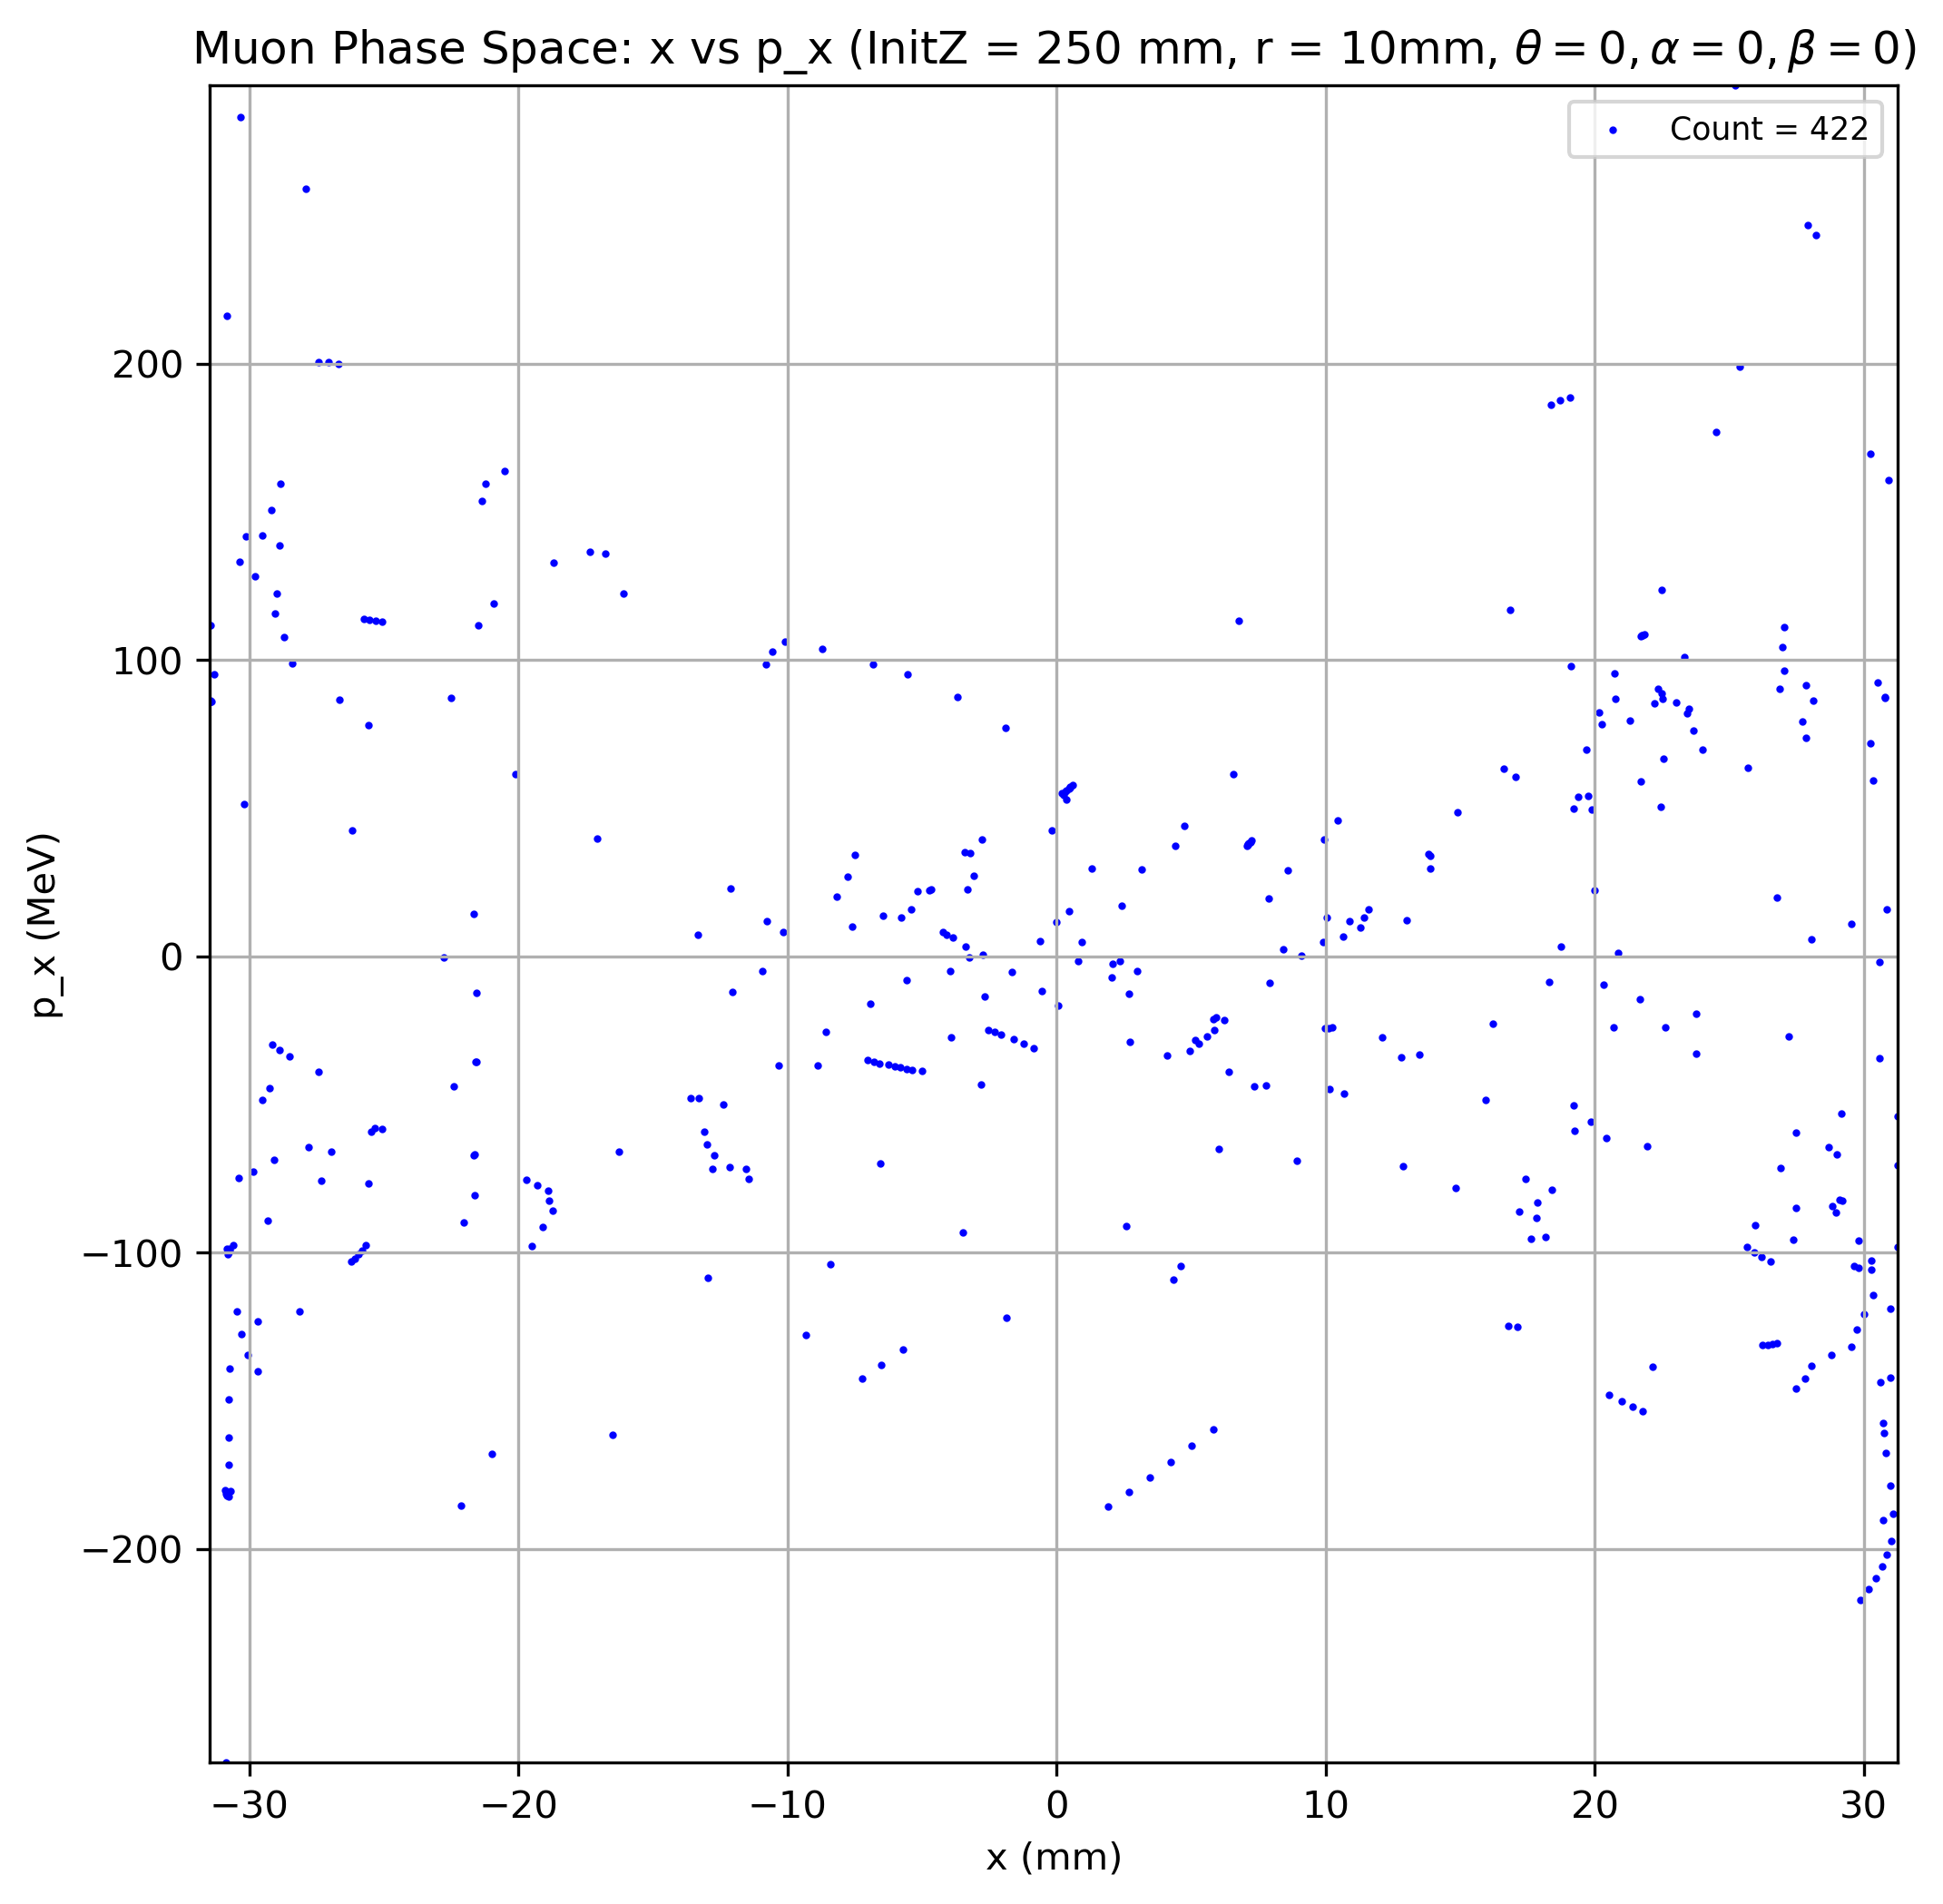 Muon Phase Space: x vs p_x (InitZ = 250 mm, r = 10mm, θ = 0, α = 0, β = 0)
Count = 422
200
100
0
−100
−200
p_x (MeV)
−30 −20 −10 0 10 20 30
x (mm)